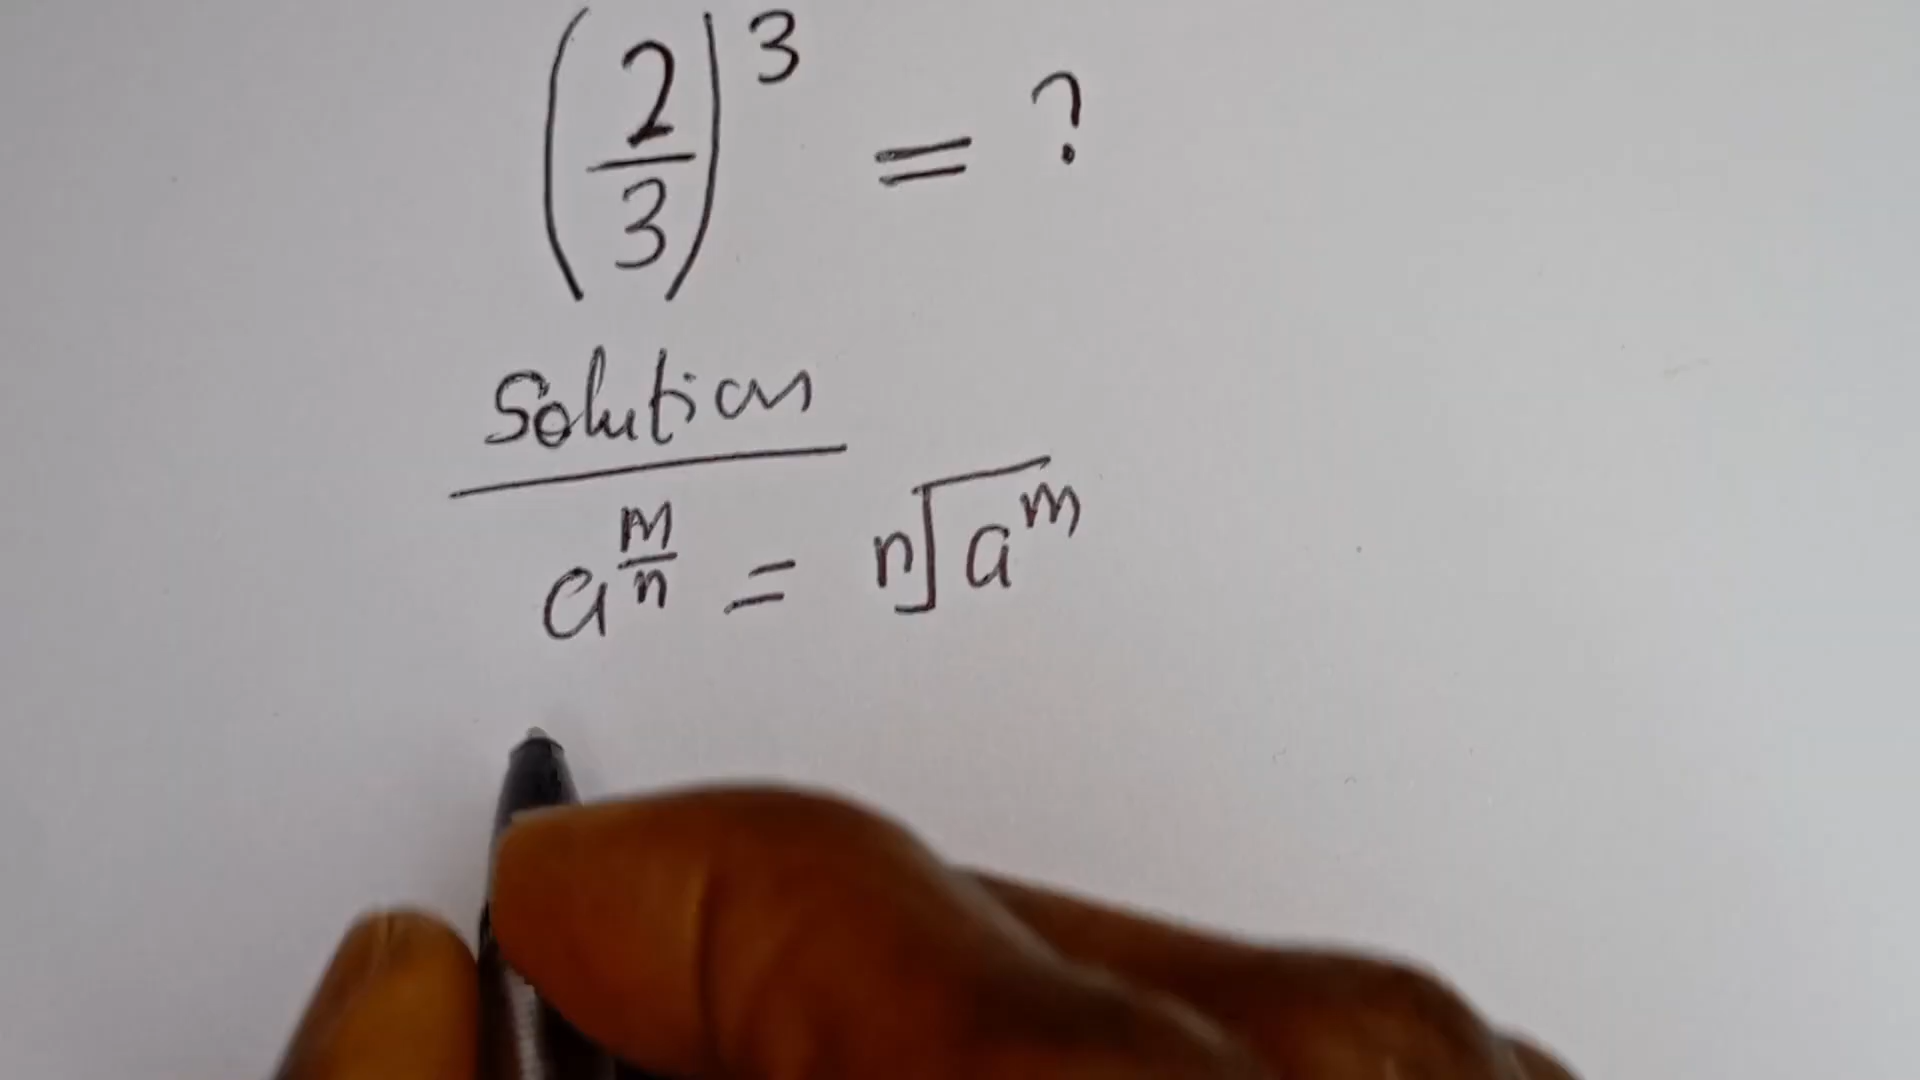 (2/3)^3 = ?
Solution
a^(m/n) = n√a^m